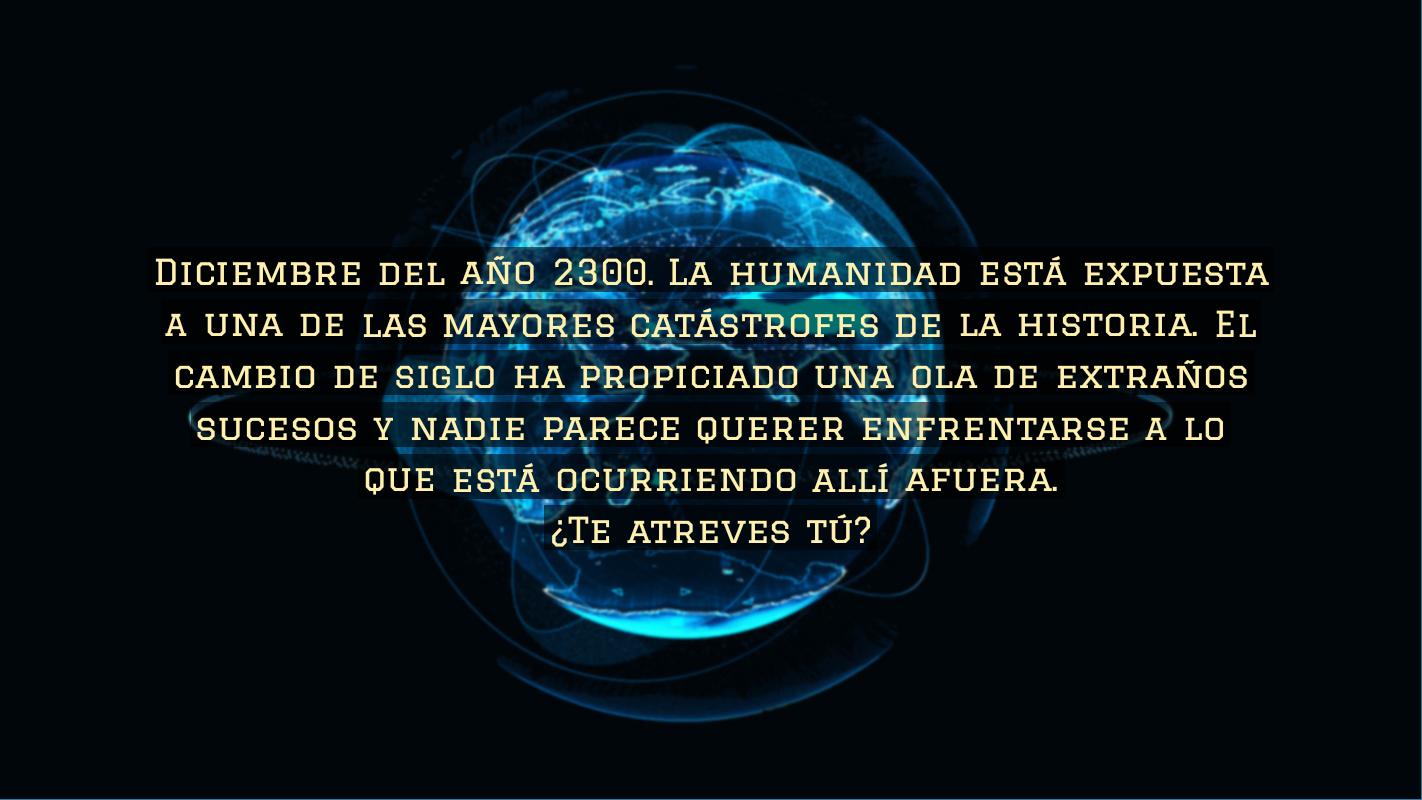 Diciembre del año 2300. La humanidad está expuesta
a una de las mayores catástrofes de la historia. El
cambio de siglo ha propiciado una ola de extraños
sucesos y nadie parece querer enfrentarse a lo
que está ocurriendo allí afuera.
¿Te atreves tú?